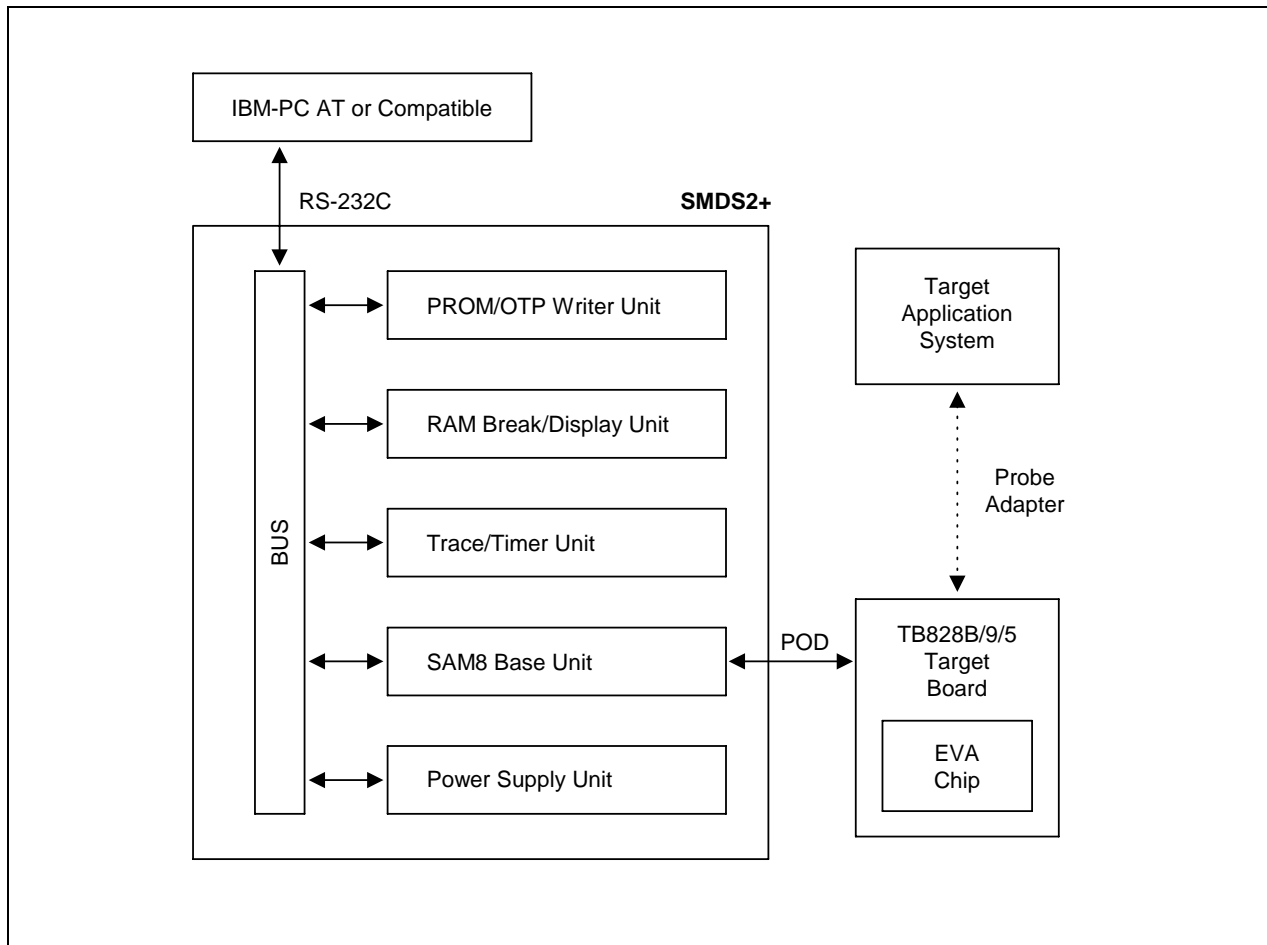 IBM-PC AT or Compatible
RS-232C
SMDS2+
BUS
PROM/OTP Writer Unit
RAM Break/Display Unit
Trace/Timer Unit
SAM8 Base Unit
Power Supply Unit
POD
Target
Application
System
Probe
Adapter
TB828B/9/5
Target
Board
EVA
Chip